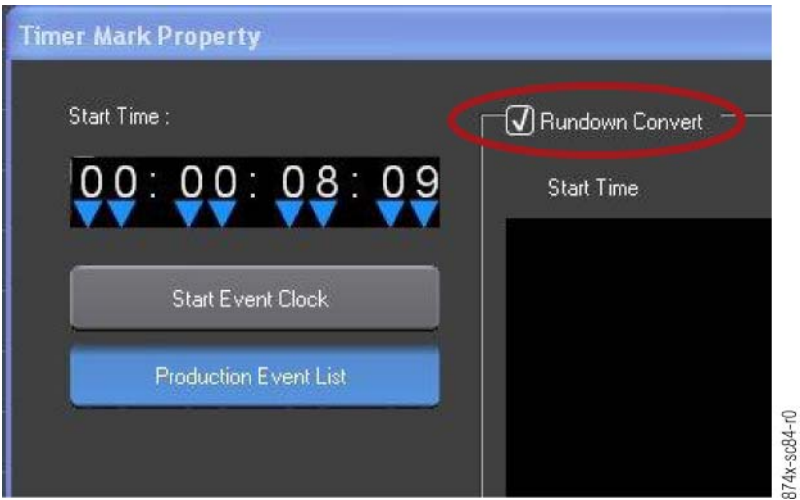 Timer Mark Property
Start Time :
00: 00: 08: 09
Start Event Clock
Production Event List
Rundown Convert
Start Time
874x-sc84-r0